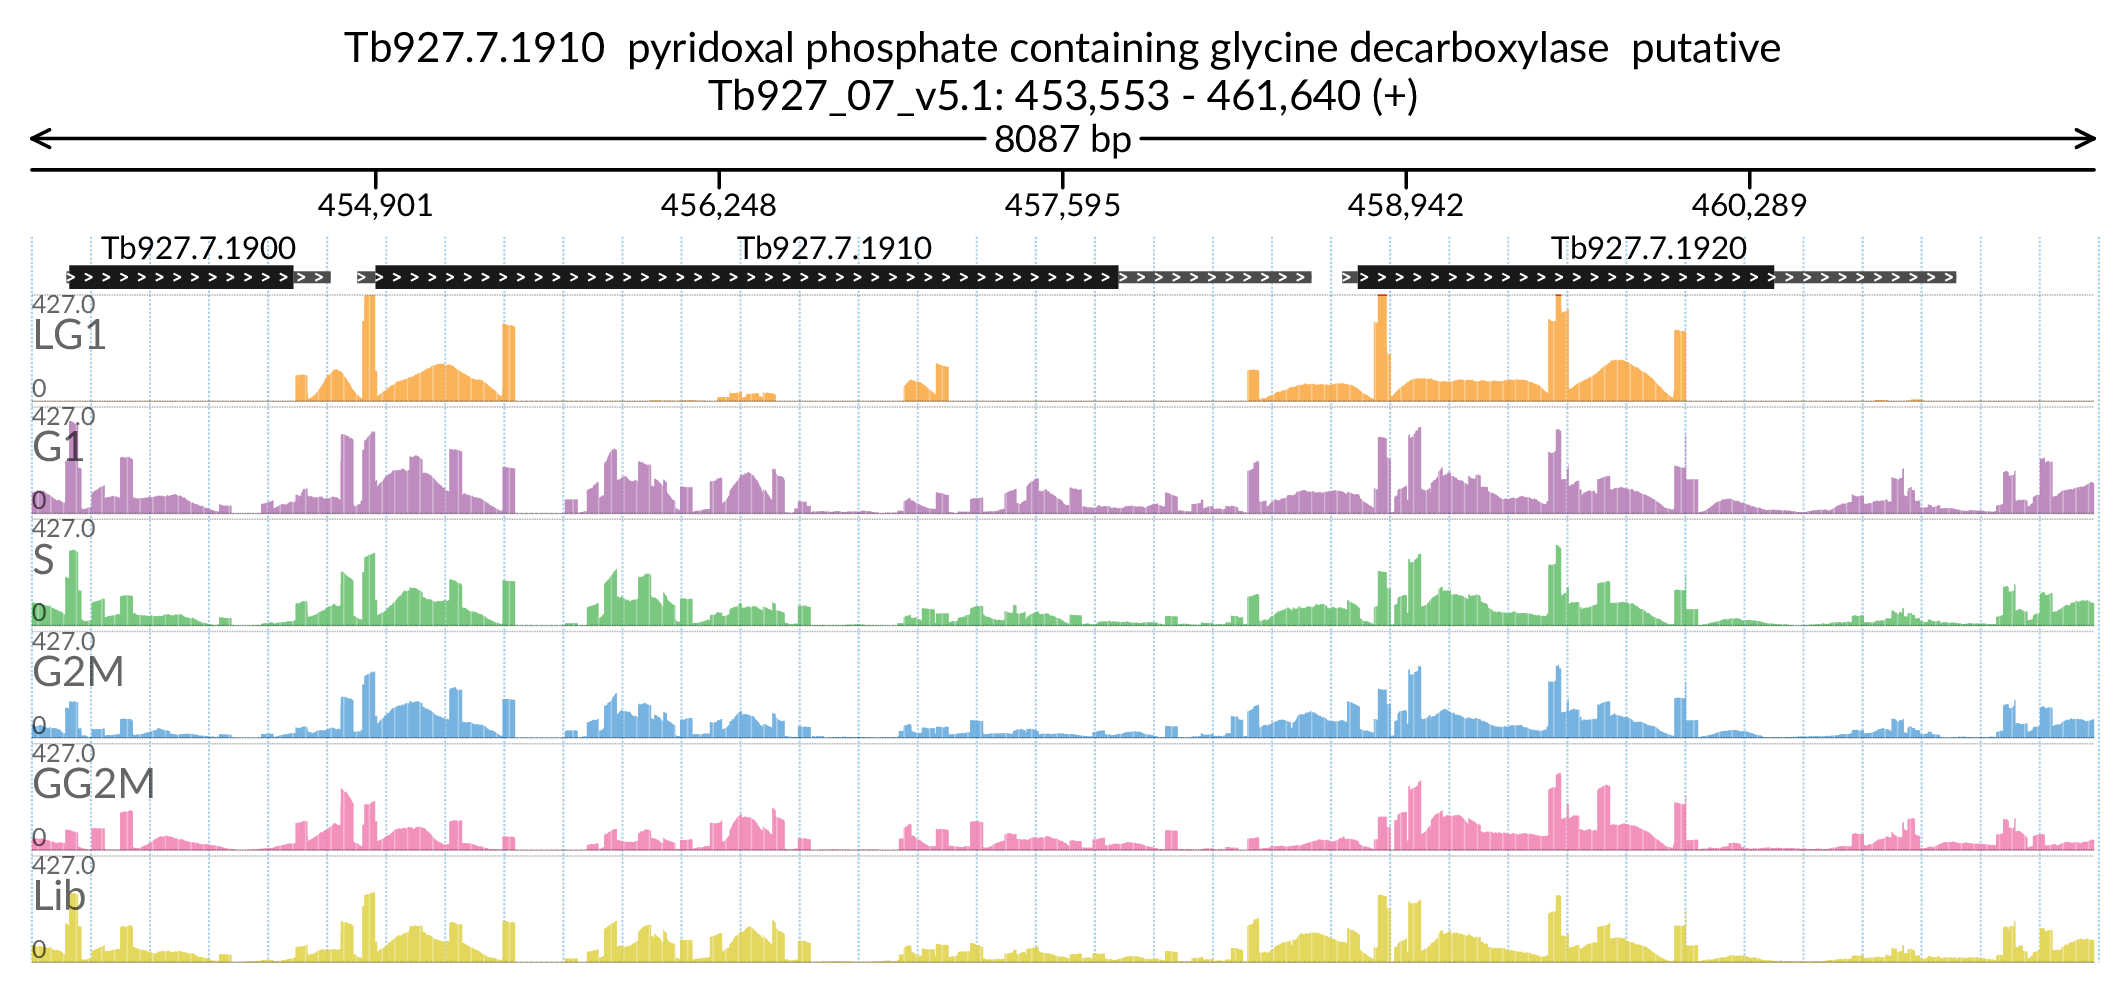 Tb927.7.1910  pyridoxal phosphate containing glycine decarboxylase  putative
Tb927_07_v5.1: 453,553 - 461,640 (+)
8087 bp
454,901 456,248 457,595 458,942 460,289
Tb927.7.1900 Tb927.7.1910 Tb927.7.1920
427.0
LG1
0
427.0
G1
0
427.0
S
0
427.0
G2M
0
427.0
GG2M
0
427.0
Lib
0